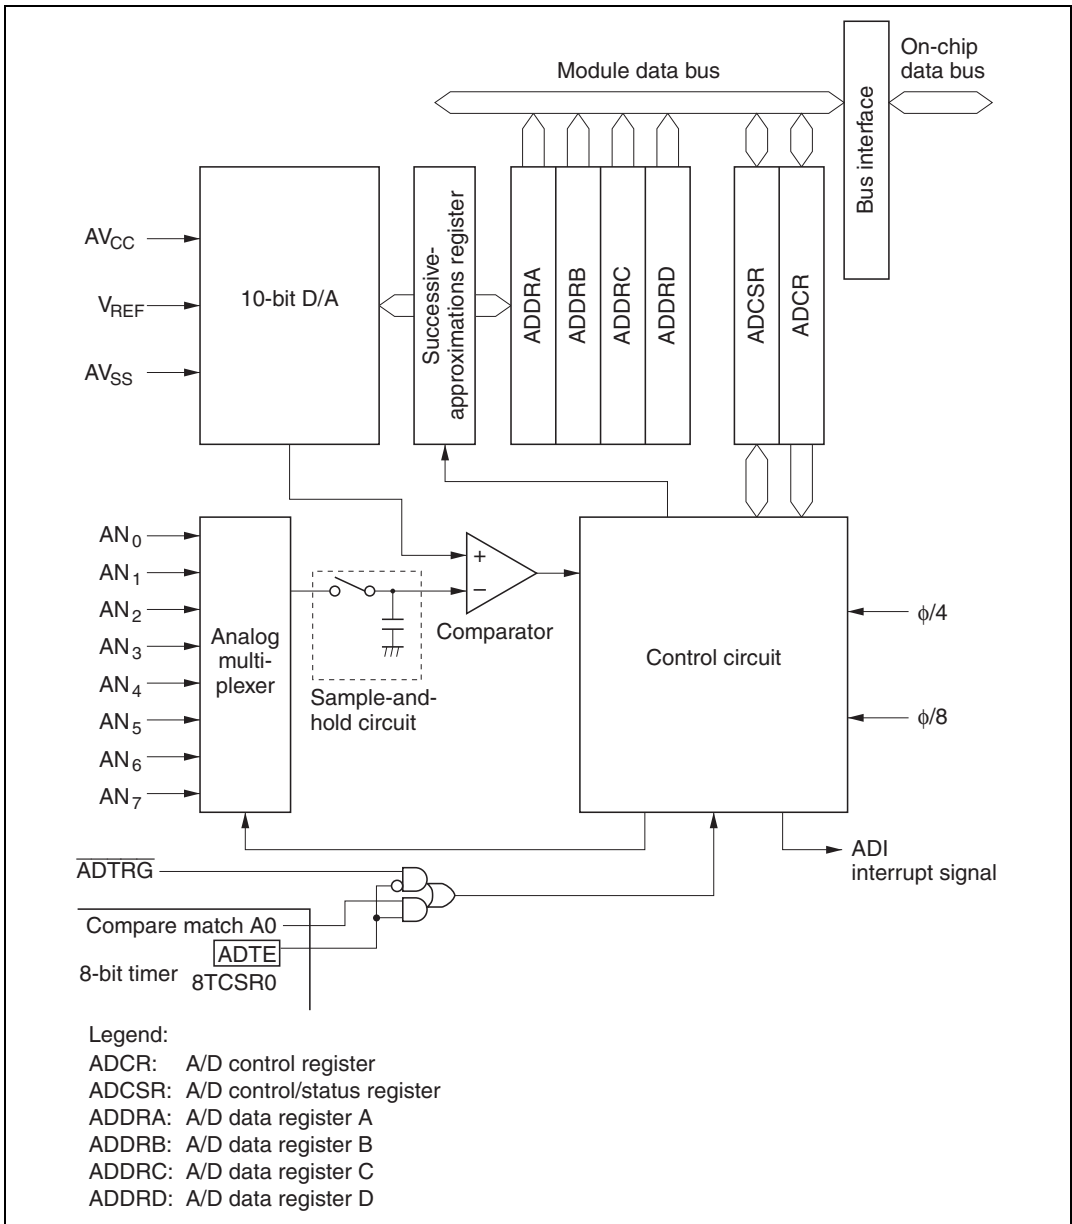 Module data bus
On-chip
data bus
Bus interface
AVCC
VREF
AVSS
10-bit D/A
Successive-
approximations register
ADDRA
ADDRB
ADDRC
ADDRD
ADCSR
ADCR
AN0
AN1
AN2
AN3
AN4
AN5
AN6
AN7
Analog
multi-
plexer
Sample-and-
hold circuit
+
−
Comparator
Control circuit
ϕ/4
ϕ/8
ADI
interrupt signal
ADTRG
Compare match A0
ADTE
8-bit timer
8TCSR0
Legend:
ADCR: A/D control register
ADCSR: A/D control/status register
ADDRA: A/D data register A
ADDRB: A/D data register B
ADDRC: A/D data register C
ADDRD: A/D data register D